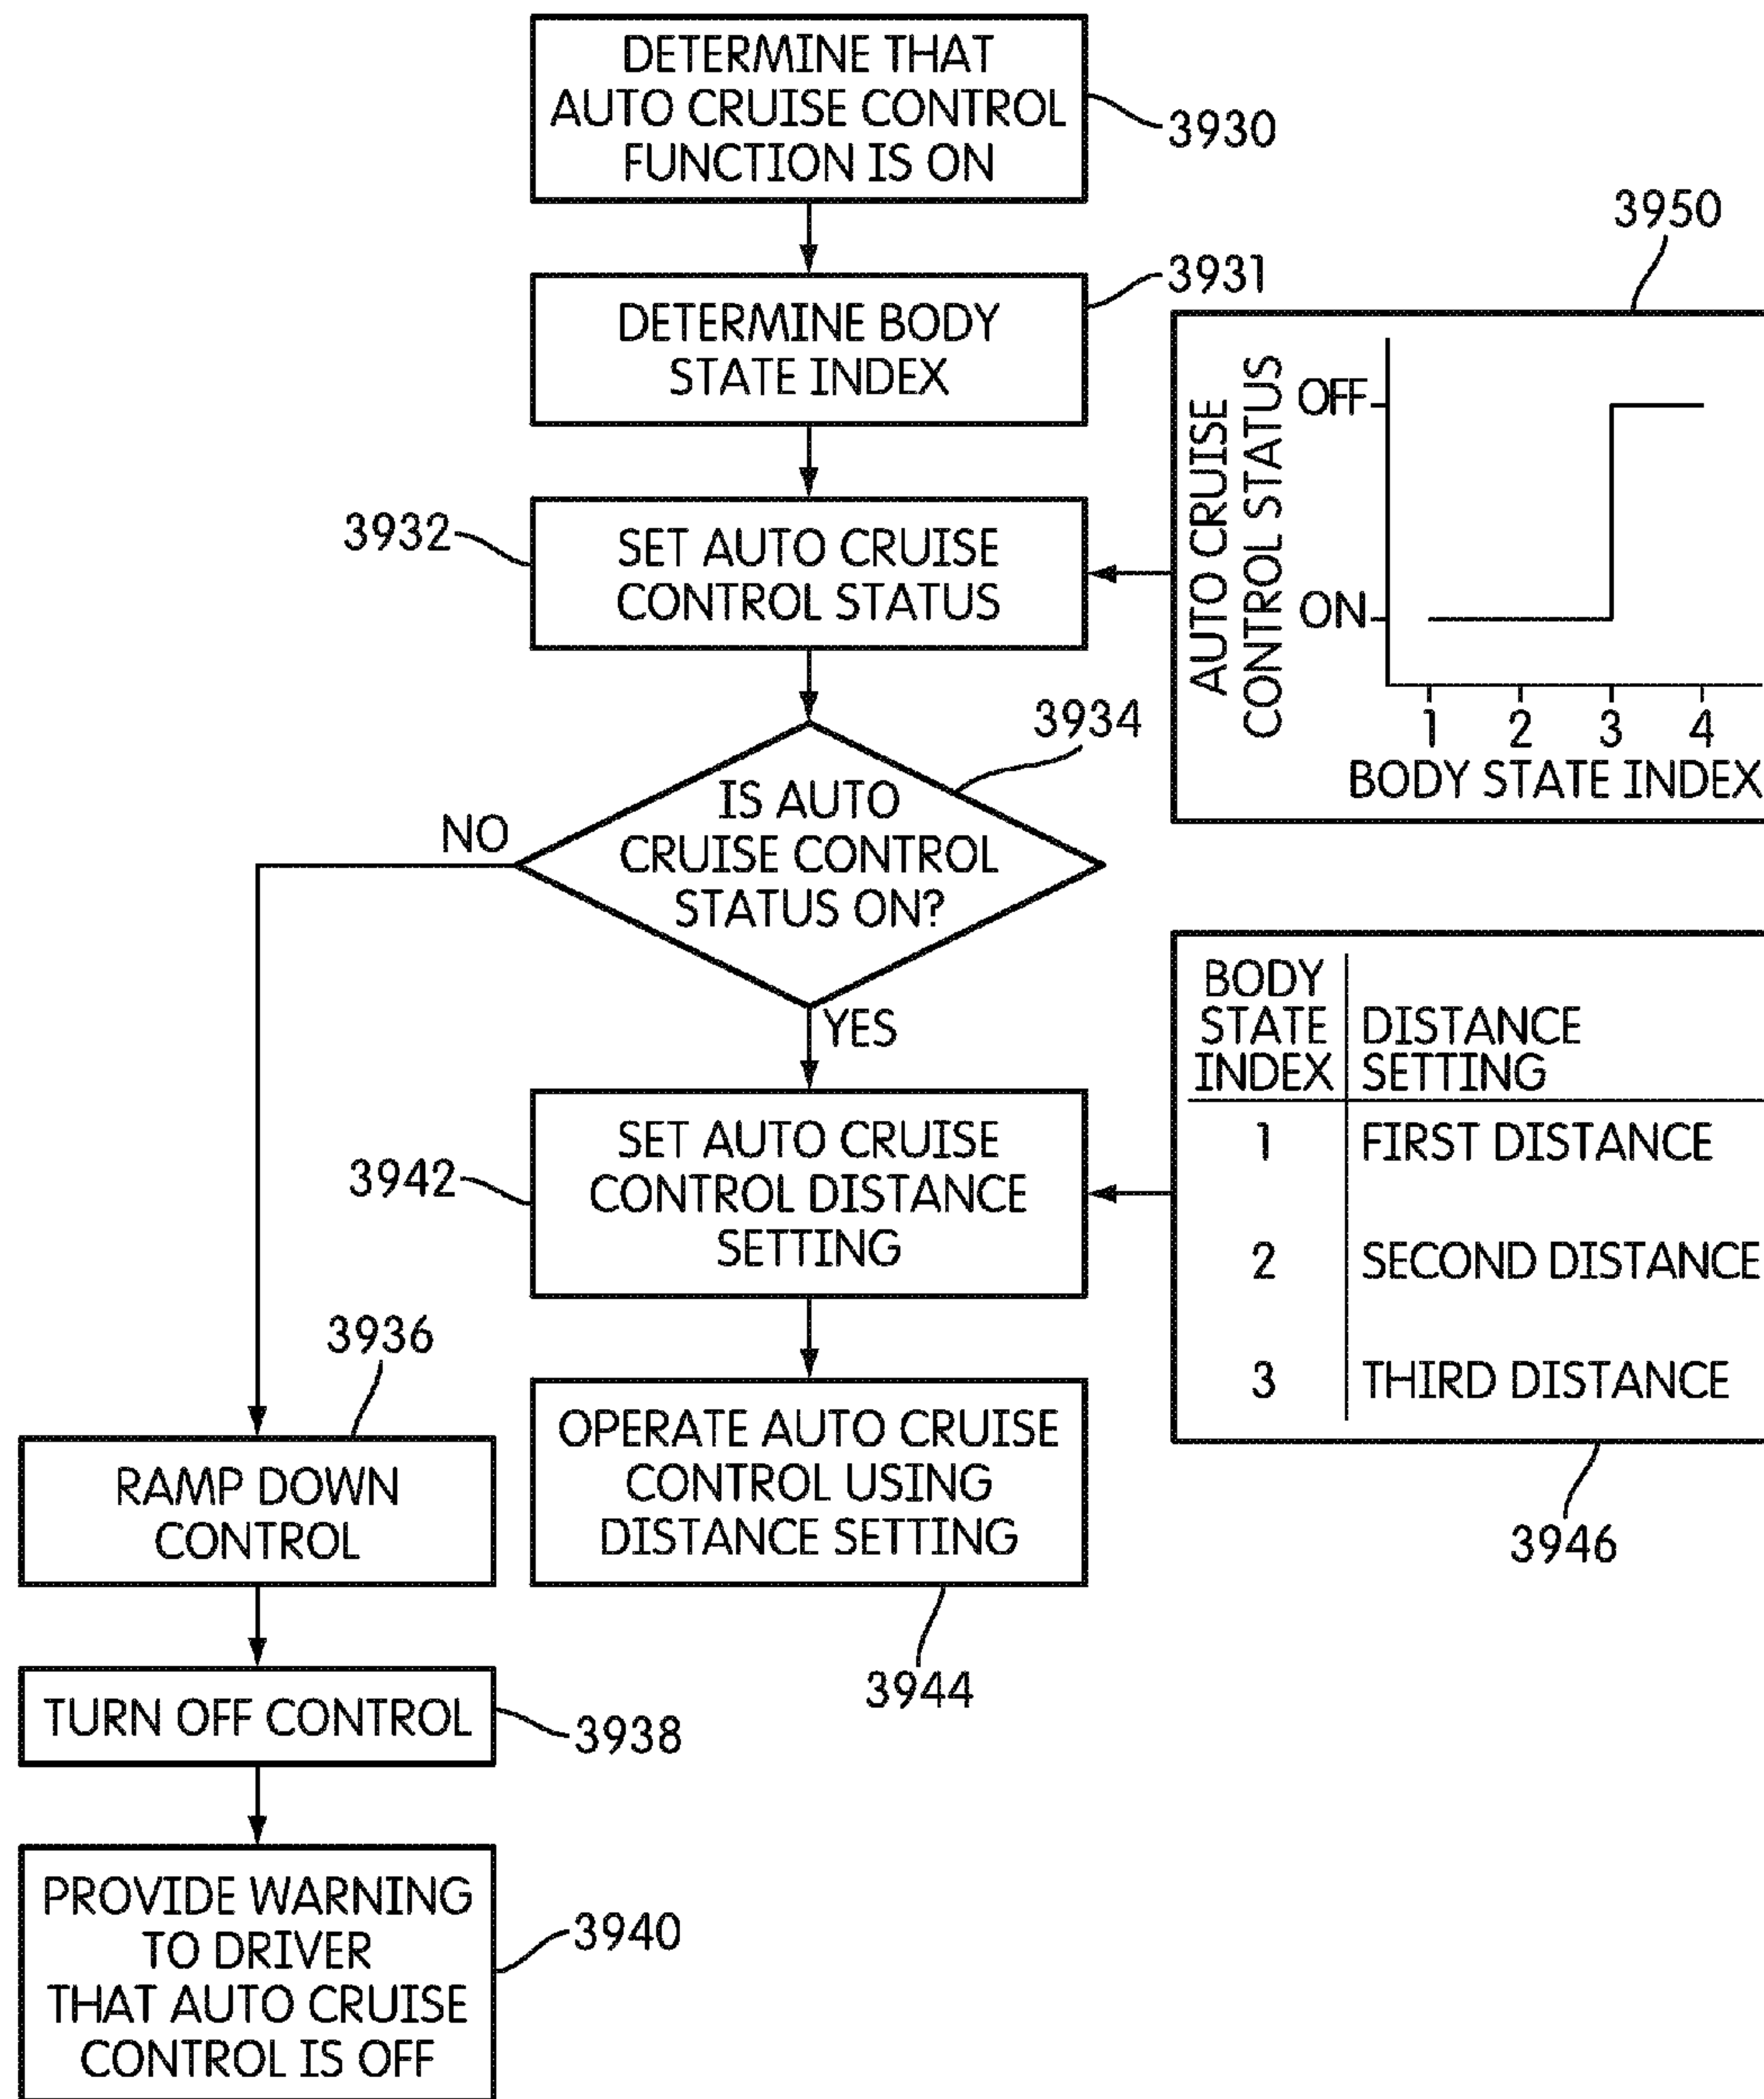 DETERMINE THAT
AUTO CRUISE CONTROL
FUNCTION IS ON
3930
DETERMINE BODY
STATE INDEX
3931
3950
AUTO CRUISE
CONTROL STATUS
OFF
ON
1 2 3 4
BODY STATE INDEX
3932
SET AUTO CRUISE
CONTROL STATUS
3934
IS AUTO
CRUISE CONTROL
STATUS ON?
NO
YES
3942
SET AUTO CRUISE
CONTROL DISTANCE
SETTING
BODY
STATE
INDEX
DISTANCE
SETTING
1 FIRST DISTANCE
2 SECOND DISTANCE
3 THIRD DISTANCE
3946
3936
RAMP DOWN
CONTROL
OPERATE AUTO CRUISE
CONTROL USING
DISTANCE SETTING
3944
TURN OFF CONTROL
3938
PROVIDE WARNING
TO DRIVER
THAT AUTO CRUISE
CONTROL IS OFF
3940